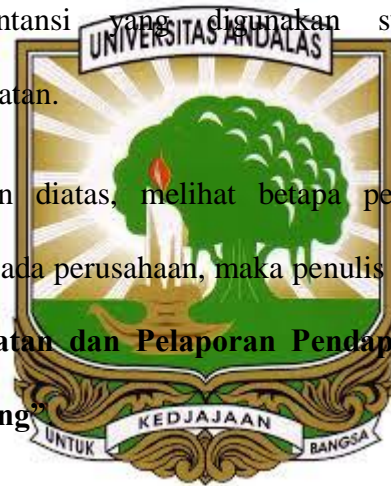 ntansi yang digunakan s
UNIVERSITAS ANDALAS
atan.
n diatas, melihat betapa pe
ada perusahaan, maka penulis
atan dan Pelaporan Pendap
ng”
UNTUK KEDJAJAAN BANGSA